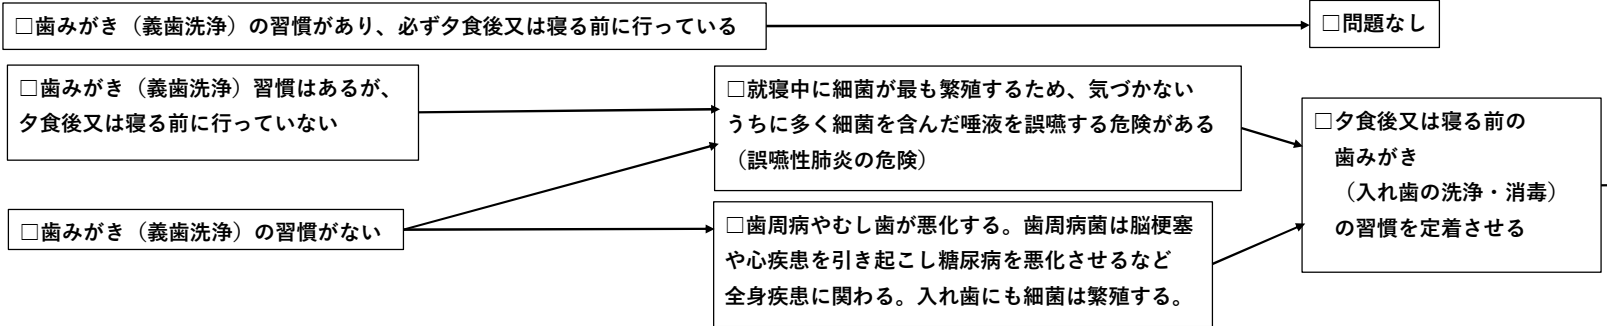 □歯みがき（義歯洗浄）の習慣があり、必ず夕食後又は寝る前に行っている
□問題なし
□歯みがき（義歯洗浄）習慣はあるが、
夕食後又は寝る前に行っていない
□就寝中に細菌が最も繁殖するため、気づかない
うちに多く細菌を含んだ唾液を誤嚥する危険がある
（誤嚥性肺炎の危険）
□夕食後又は寝る前の
歯みがき
（入れ歯の洗浄・消毒）
の習慣を定着させる
□歯みがき（義歯洗浄）の習慣がない
□歯周病やむし歯が悪化する。歯周病菌は脳梗塞
や心疾患を引き起こし糖尿病を悪化させるなど
全身疾患に関わる。入れ歯にも細菌は繁殖する。